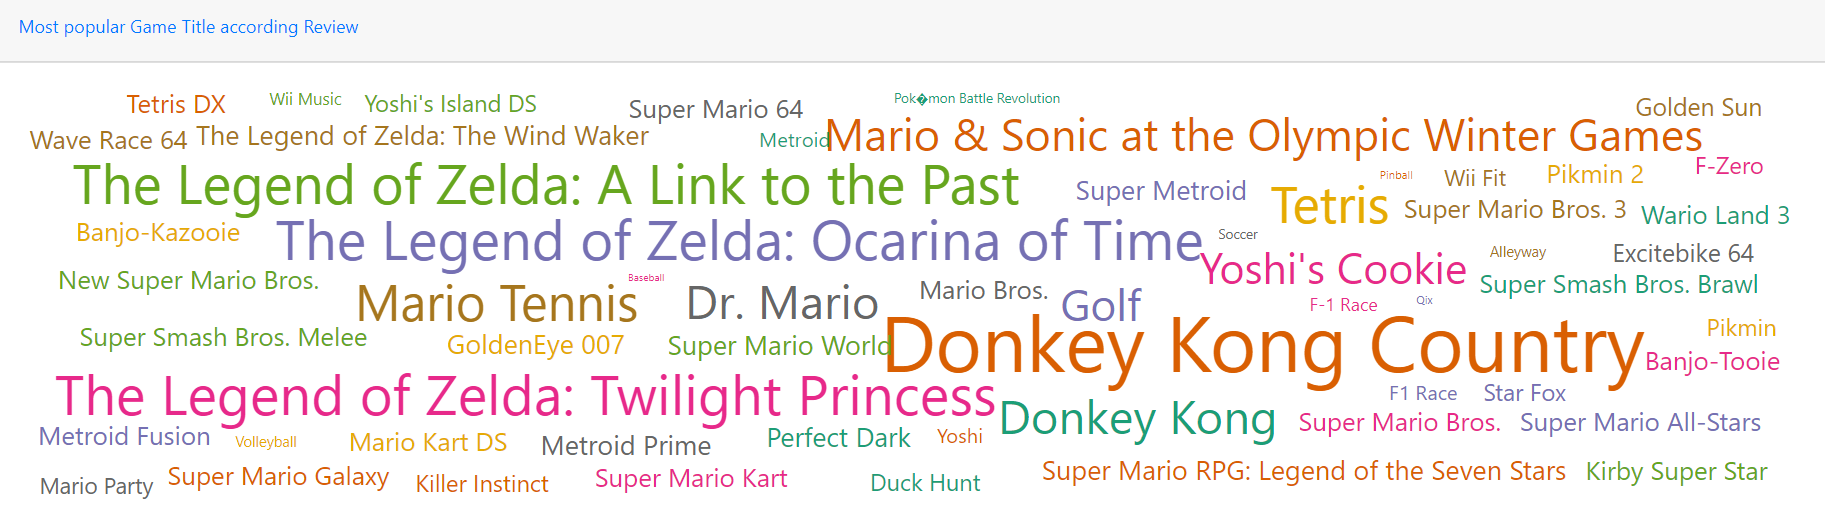 Most popular Game Title according Review
Tetris DX
Wii Music
Yoshi's Island DS
Super Mario 64
Pok�mon Battle Revolution
Golden Sun
Wave Race 64
The Legend of Zelda: The Wind Waker
Metroid
Mario & Sonic at the Olympic Winter Games
The Legend of Zelda: A Link to the Past
Super Metroid
Tetris
Pinball
Wii Fit
Pikmin 2
F-Zero
Super Mario Bros. 3
Wario Land 3
Banjo-Kazooie
The Legend of Zelda: Ocarina of Time
Soccer
Yoshi's Cookie
Alleyway
Excitebike 64
New Super Mario Bros.
Baseball
Mario Tennis
Dr. Mario
Mario Bros.
Golf
F-1 Race
Qix
Super Smash Bros. Brawl
Super Smash Bros. Melee
GoldenEye 007
Super Mario World
Donkey Kong Country
Pikmin
Banjo-Tooie
The Legend of Zelda: Twilight Princess
Donkey Kong
F1 Race
Star Fox
Super Mario Bros.
Super Mario All-Stars
Metroid Fusion
Volleyball
Mario Kart DS
Metroid Prime
Perfect Dark
Yoshi
Mario Party
Super Mario Galaxy
Killer Instinct
Super Mario Kart
Duck Hunt
Super Mario RPG: Legend of the Seven Stars
Kirby Super Star